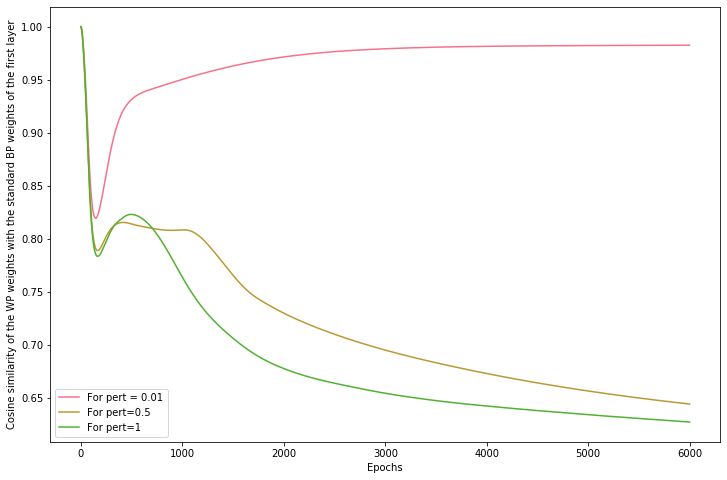 Cosine similarity of the WP weights with the standard BP weights of the first layer
1.00
0.95
0.90
0.85
0.80
0.75
0.70
0.65
For pert = 0.01
For pert=0.5
For pert=1
0 1000 2000 3000 4000 5000 6000
Epochs